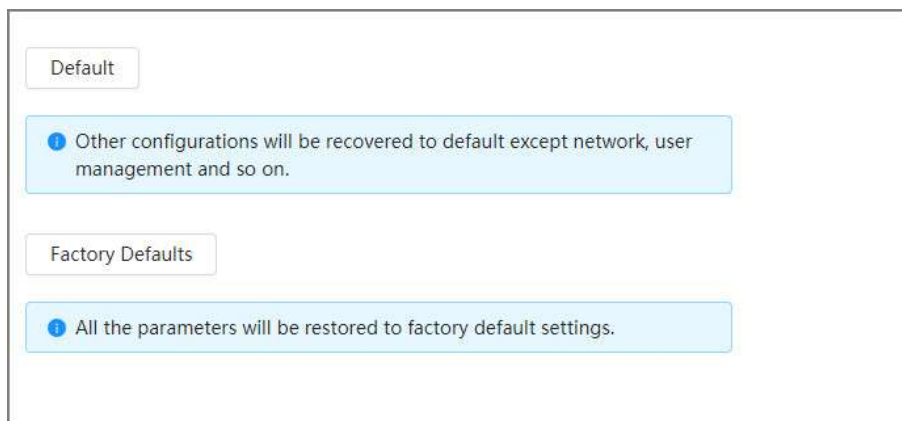 Default
Other configurations will be recovered to default except network, user
management and so on.
Factory Defaults
All the parameters will be restored to factory default settings.